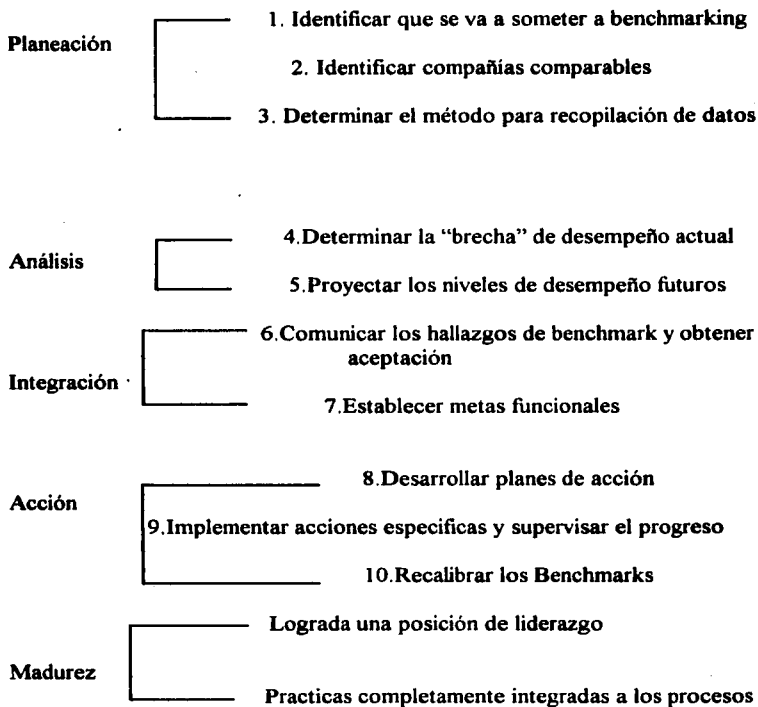 Planeación
1. Identificar que se va a someter a benchmarking
2. Identificar compañías comparables
3. Determinar el método para recopilación de datos
Análisis
4.Determinar la “brecha” de desempeño actual
5.Proyectar los niveles de desempeño futuros
Integración
6.Comunicar los hallazgos de benchmark y obtener
aceptación
7.Establecer metas funcionales
Acción
8.Desarrollar planes de acción
9.Implementar acciones especificas y supervisar el progreso
10.Recalibrar los Benchmarks
Madurez
Lograda una posición de liderazgo
Practicas completamente integradas a los procesos